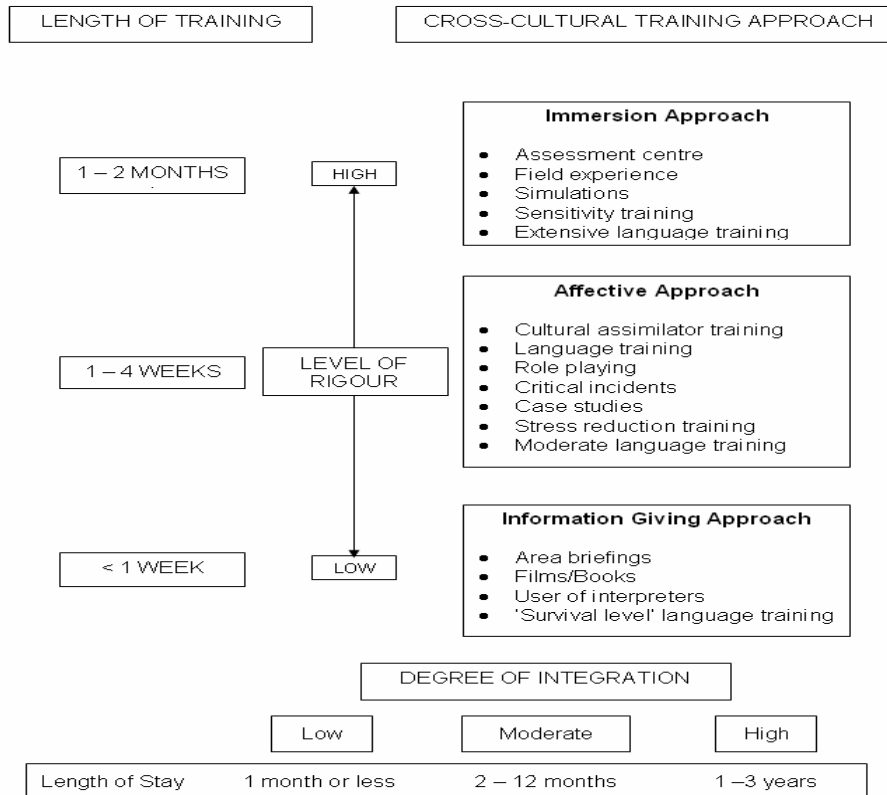 LENGTH OF TRAINING
CROSS-CULTURAL TRAINING APPROACH
Immersion Approach
• Assessment centre
• Field experience
• Simulations
• Sensitivity training
• Extensive language training
1 – 2 MONTHS
HIGH
Affective Approach
• Cultural assimilator training
• Language training
• Role playing
• Critical incidents
• Case studies
• Stress reduction training
• Moderate language training
1 – 4 WEEKS
LEVEL OF
RIGOUR
Information Giving Approach
• Area briefings
• Films/Books
• User of interpreters
• 'Survival level' language training
< 1 WEEK
LOW
DEGREE OF INTEGRATION
Low Moderate High
Length of Stay 1 month or less 2 – 12 months 1 –3 years